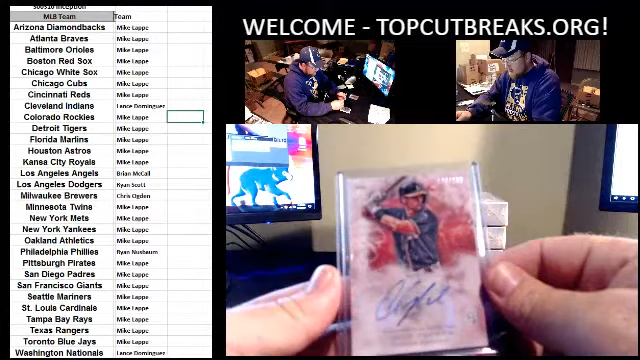 WELCOME - TOPCUTBREAKS.ORG!
MLB Team Team
Arizona Diamondbacks Mike Lappe
Atlanta Braves Mike Lappe
Baltimore Orioles Mike Lappe
Boston Red Sox Mike Lappe
Chicago White Sox Mike Lappe
Chicago Cubs Mike Lappe
Cincinnati Reds Mike Lappe
Cleveland Indians Lance Dominguez
Colorado Rockies Mike Lappe
Detroit Tigers Mike Lappe
Florida Marlins Mike Lappe
Houston Astros Mike Lappe
Kansa City Royals Mike Lappe
Los Angeles Angels Brian McCall
Los Angeles Dodgers Ryan Scott
Milwaukee Brewers Chris Ogden
Minnesota Twins Mike Lappe
New York Mets Mike Lappe
New York Yankees Mike Lappe
Oakland Athletics Mike Lappe
Philadelphia Phillies Ryan Nusbaum
Pittsburgh Pirates Mike Lappe
San Diego Padres Mike Lappe
San Francisco Giants Mike Lappe
Seattle Mariners Mike Lappe
St. Louis Cardinals Mike Lappe
Tampa Bay Rays Mike Lappe
Texas Rangers Mike Lappe
Toronto Blue Jays Mike Lappe
Washington Nationals Lance Dominguez